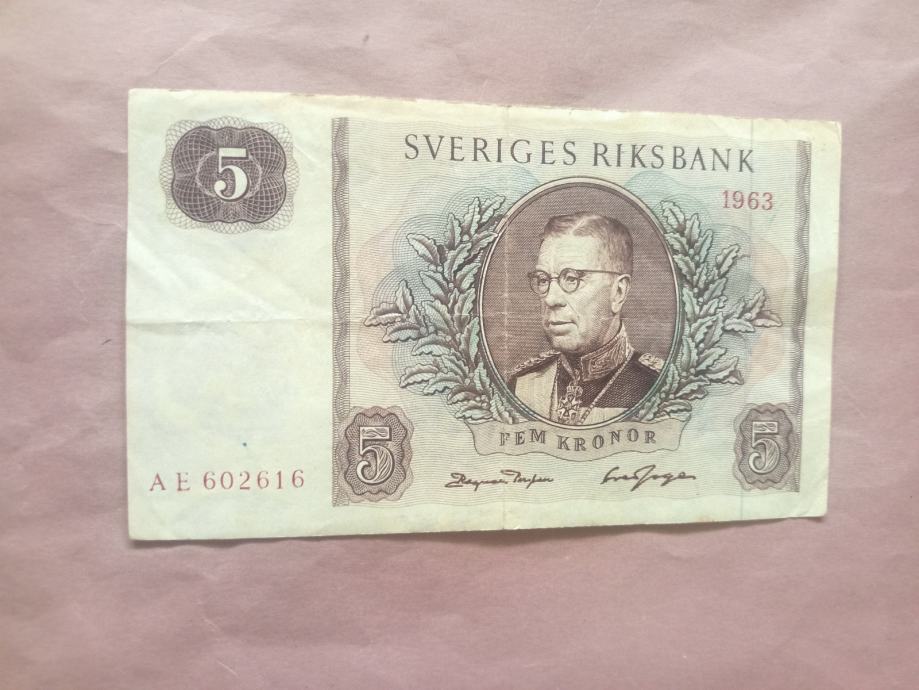 5
SVERIGES RIKSBANK
1963
FEM KRONOR
5
5
AE 602616